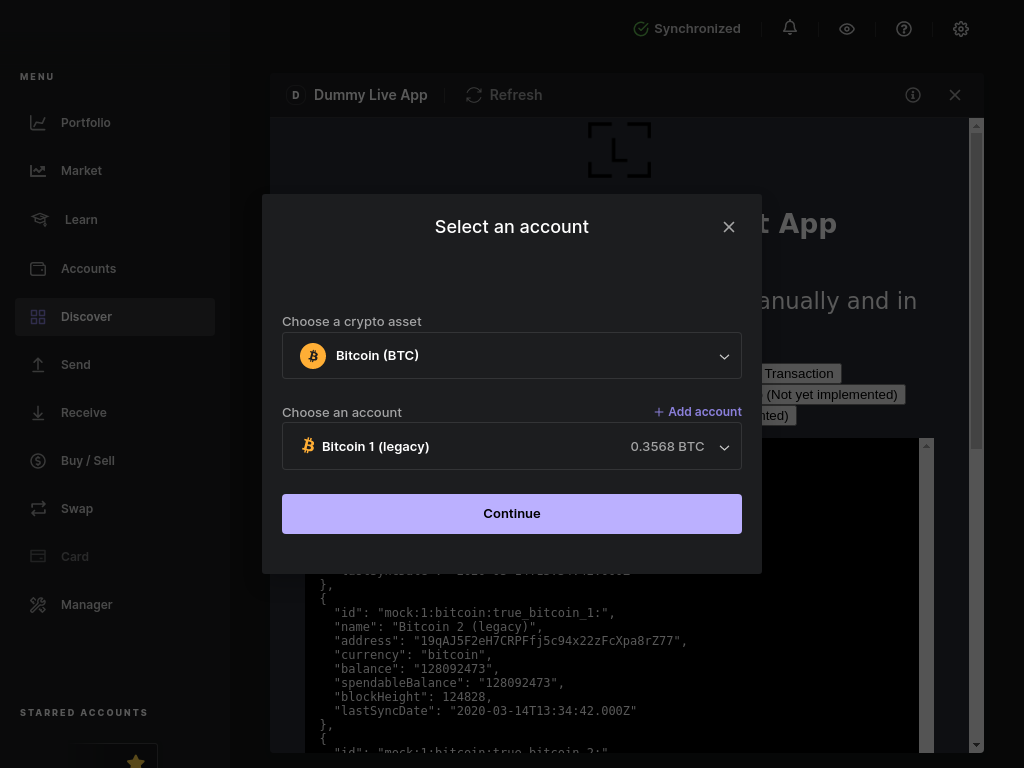 Synchronized
MENU
Portfolio
Market
Learn
Accounts
Discover
Send
Receive
Buy / Sell
Swap
Card
Manager
STARRED ACCOUNTS
D Dummy Live App Refresh
L
t App
anually and in
Transaction
(Not yet implemented)
nted)
Select an account
Choose a crypto asset
Bitcoin (BTC)
Choose an account + Add account
Bitcoin 1 (legacy) 0.3568 BTC
Continue
},
{
"id": "mock:1:bitcoin:true_bitcoin_1:",
"name": "Bitcoin 2 (legacy)",
"address": "19qAJ5F2eH7CRPFfj5c94x22zFcXpa8rZ77",
"currency": "bitcoin",
"balance": "128092473",
"spendableBalance": "128092473",
"blockHeight": 124828,
"lastSyncDate": "2020-03-14T13:34:42.000Z"
},
{
"id": "mock:1:bitcoin:true_bitcoin_2:",